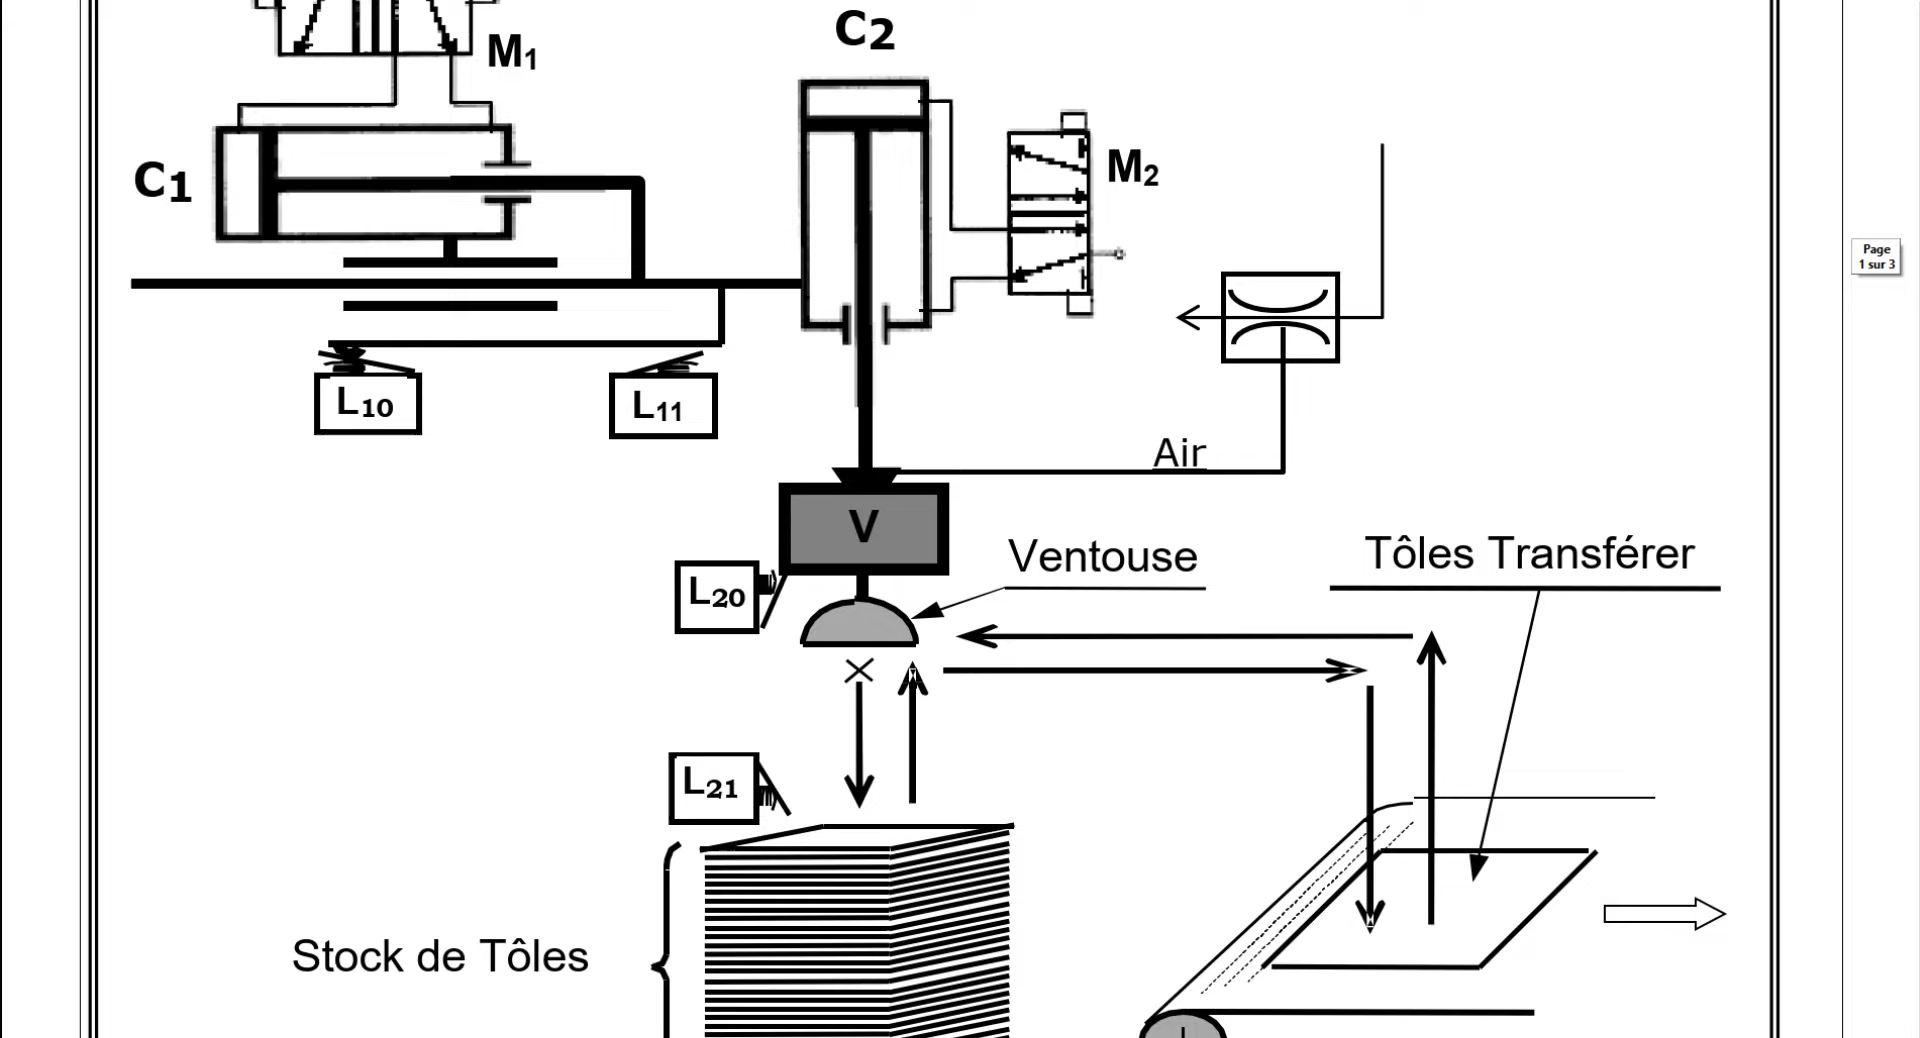 C2
M1
M2
C1
Page
1 sur 3
L10
L11
Air
V
Ventouse
Tôles Transférer
L20
L21
Stock de Tôles